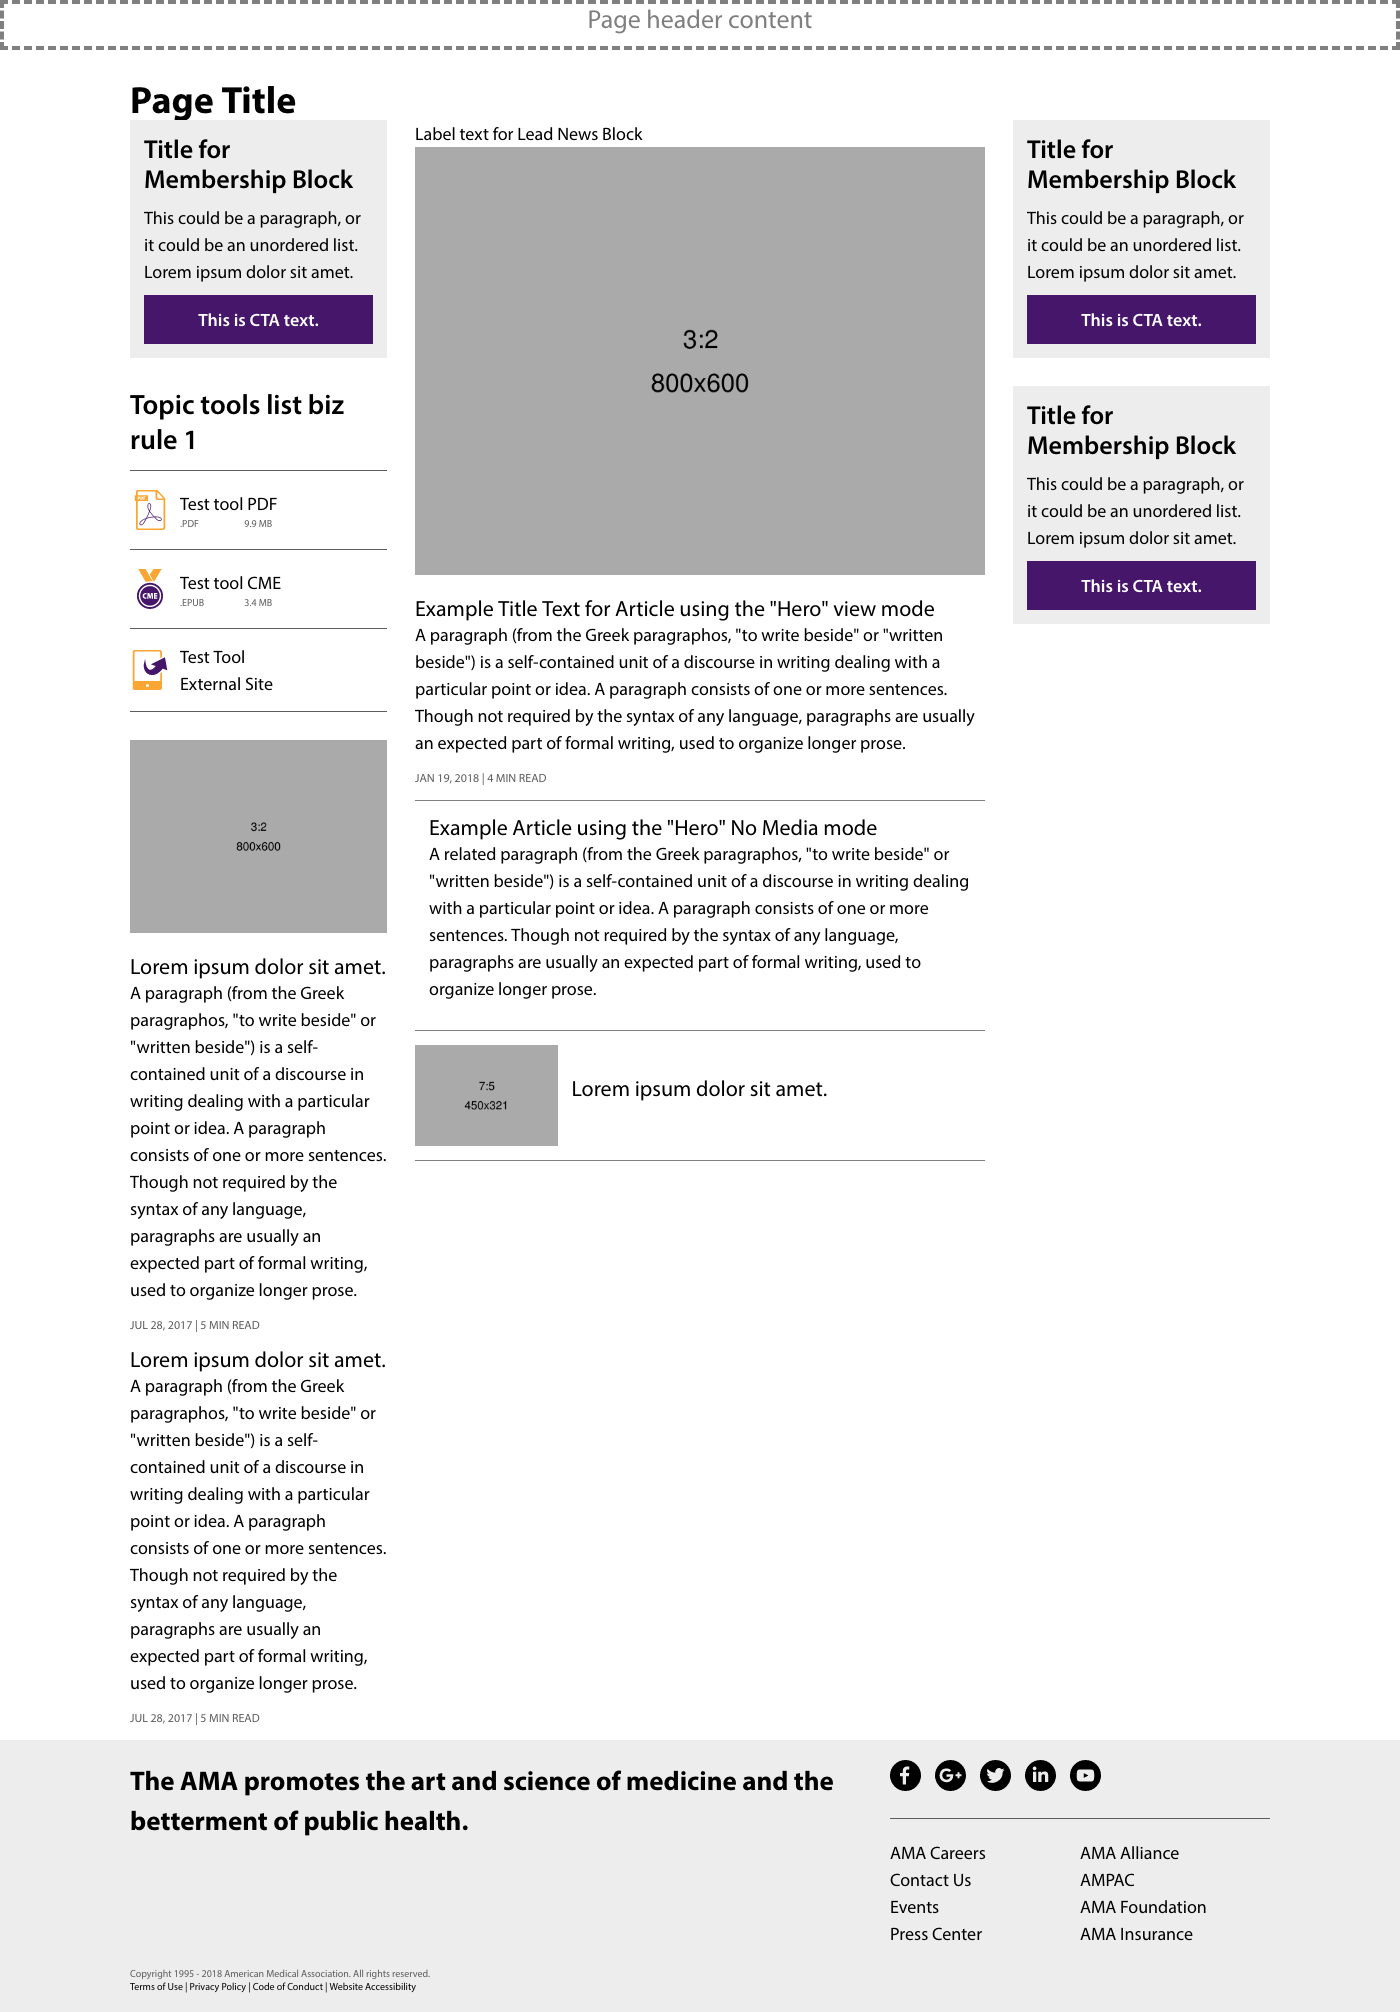 Page header content
Page Title
Title for
Membership Block
This could be a paragraph, or
it could be an unordered list.
Lorem ipsum dolor sit amet.
This is CTA text.
Topic tools list biz
rule 1
PDF
Test tool PDF
.PDF 9.9 MB
CME
Test tool CME
.EPUB 3.4 MB
Test Tool
External Site
3:2
800x600
Lorem ipsum dolor sit amet.
A paragraph (from the Greek
paragraphos, "to write beside" or
"written beside") is a self-
contained unit of a discourse in
writing dealing with a particular
point or idea. A paragraph
consists of one or more sentences.
Though not required by the
syntax of any language,
paragraphs are usually an
expected part of formal writing,
used to organize longer prose.
JUL 28, 2017 | 5 MIN READ
Lorem ipsum dolor sit amet.
A paragraph (from the Greek
paragraphos, "to write beside" or
"written beside") is a self-
contained unit of a discourse in
writing dealing with a particular
point or idea. A paragraph
consists of one or more sentences.
Though not required by the
syntax of any language,
paragraphs are usually an
expected part of formal writing,
used to organize longer prose.
JUL 28, 2017 | 5 MIN READ
Label text for Lead News Block
3:2
800x600
Example Title Text for Article using the "Hero" view mode
A paragraph (from the Greek paragraphos, "to write beside" or "written
beside") is a self-contained unit of a discourse in writing dealing with a
particular point or idea. A paragraph consists of one or more sentences.
Though not required by the syntax of any language, paragraphs are usually
an expected part of formal writing, used to organize longer prose.
JAN 19, 2018 | 4 MIN READ
Example Article using the "Hero" No Media mode
A related paragraph (from the Greek paragraphos, "to write beside" or
"written beside") is a self-contained unit of a discourse in writing dealing
with a particular point or idea. A paragraph consists of one or more
sentences. Though not required by the syntax of any language,
paragraphs are usually an expected part of formal writing, used to
organize longer prose.
7:5
450x321
Lorem ipsum dolor sit amet.
Title for
Membership Block
This could be a paragraph, or
it could be an unordered list.
Lorem ipsum dolor sit amet.
This is CTA text.
Title for
Membership Block
This could be a paragraph, or
it could be an unordered list.
Lorem ipsum dolor sit amet.
This is CTA text.
The AMA promotes the art and science of medicine and the
betterment of public health.
AMA Careers
Contact Us
Events
Press Center
AMA Alliance
AMPAC
AMA Foundation
AMA Insurance
Copyright 1995 - 2018 American Medical Association. All rights reserved.
Terms of Use | Privacy Policy | Code of Conduct | Website Accessibility